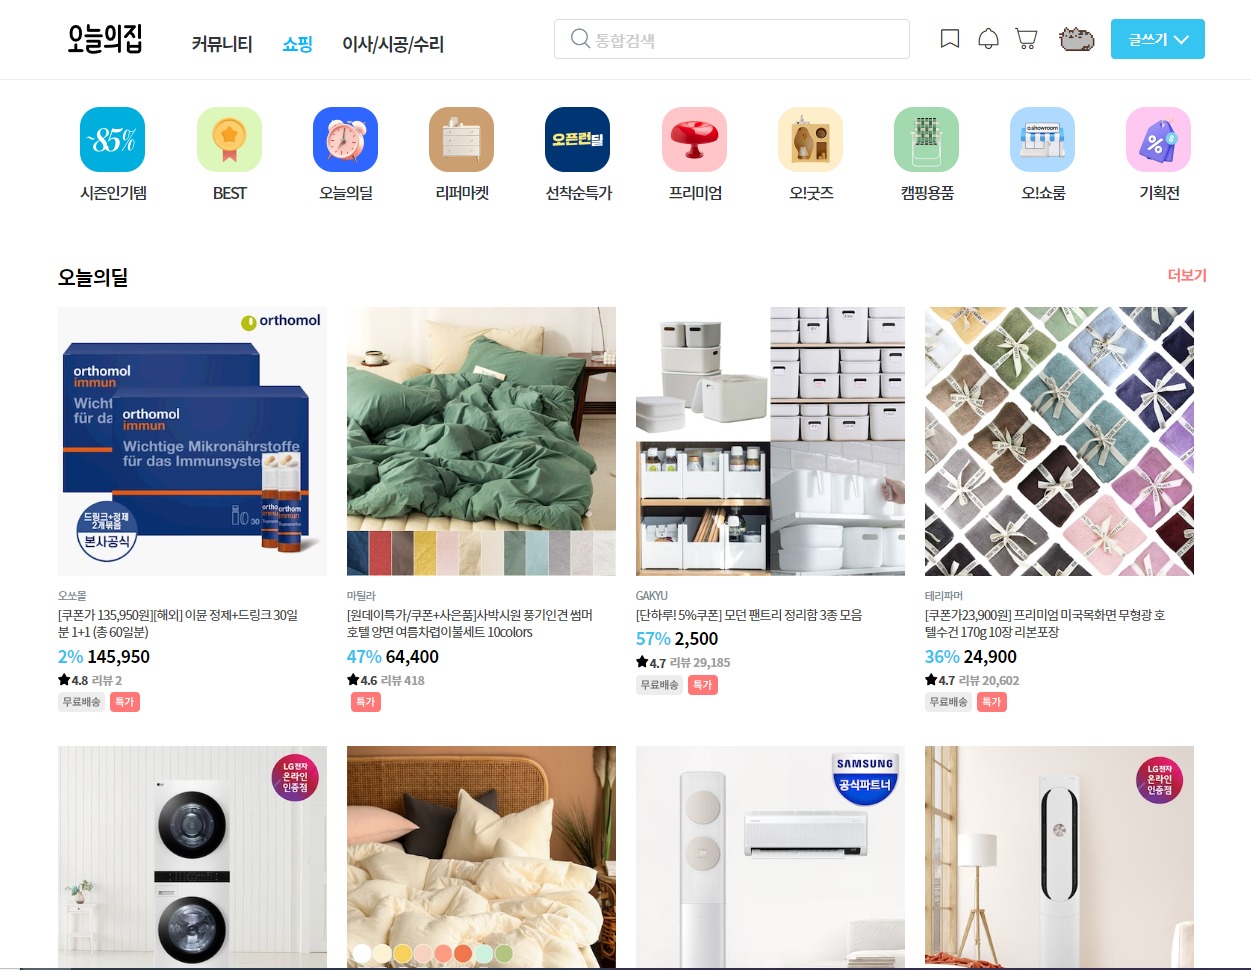 오늘의집
커뮤니티
쇼핑
이사/시공/수리
통합검색
글쓰기
~85%
오픈런딜
o!showroom
%
$
시즌인기템
BEST
오늘의딜
리퍼마켓
선착순특가
프리미엄
오!굿즈
캠핑용품
오!쇼룸
기획전
오늘의딜
더보기
orthomol
orthomol
immun
Wicht
für da
orthomol
immun
Wichtige Mikronährstoffe
für das Immunsyste
30
드링크+정제
2개묶음
본사공식
오쏘몰
[쿠폰가 135,950원][해외] 이뮨 정제+드링크 30일
분 1+1 (총 60일분)
2% 145,950
★4.8 리뷰 2
무료배송 특가
마틸라
[원데이특가/쿠폰+사은품]사박시원 풍기인견 썸머
호텔 양면 여름차렵이불세트 10colors
47% 64,400
★4.6 리뷰 418
특가
GAKYU
[단하루! 5%쿠폰] 모던 팬트리 정리함 3종 모음
57% 2,500
★4.7 리뷰 29,185
무료배송 특가
테리파머
[쿠폰가23,900원] 프리미엄 미국목화면 무형광 호
텔수건 170g 10장 리본포장
36% 24,900
★4.7 리뷰 20,602
무료배송 특가
LG전자
온라인
인증점
SAMSUNG
공식파트너
LG전자
온라인
인증점